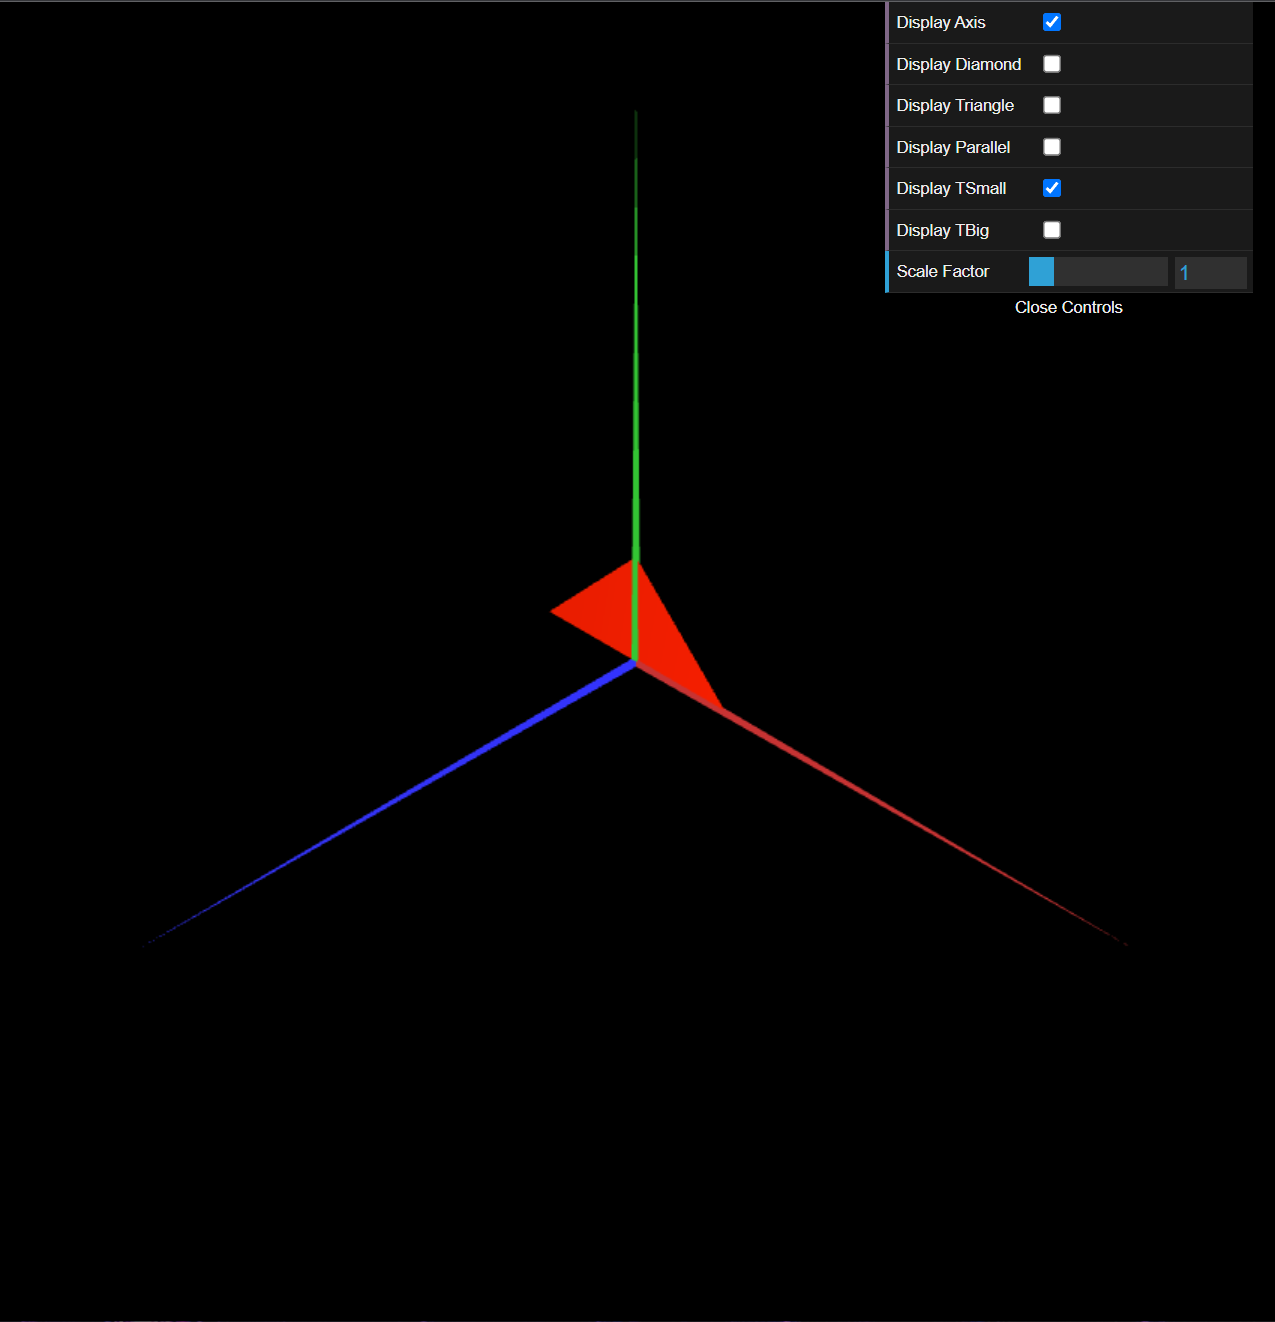 Display Axis
Display Diamond
Display Triangle
Display Parallel
Display TSmall
Display TBig
Scale Factor 1
Close Controls